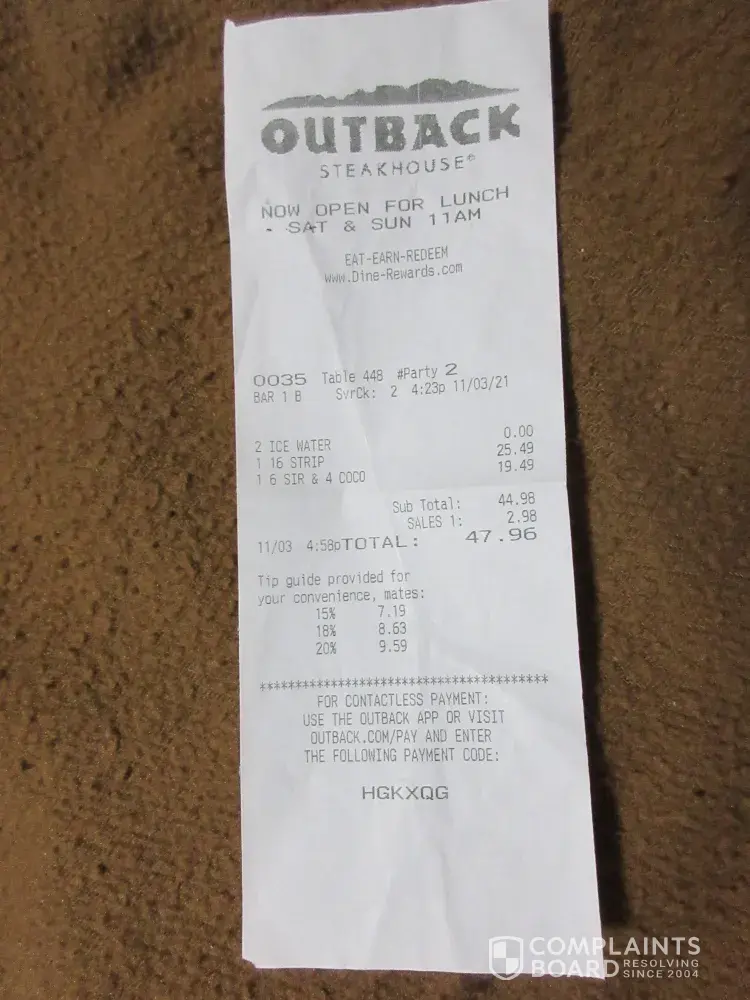 OUTBACK
STEAKHOUSE®
NOW OPEN FOR LUNCH
- SAT & SUN 11AM
EAT-EARN-REDEEM
www.Dine-Rewards.com
0035 Table 448 #Party 2
BAR 1 B SvrCk: 2 4:23p 11/03/21
2 ICE WATER 0.00
1 16 STRIP 25.49
1 6 SIR & 4 COCO 19.49
Sub Total: 44.98
SALES 1: 2.98
11/03 4:58pTOTAL: 47.96
Tip guide provided for
your convenience, mates:
15% 7.19
18% 8.63
20% 9.59
****************************************
FOR CONTACTLESS PAYMENT:
USE THE OUTBACK APP OR VISIT
OUTBACK.COM/PAY AND ENTER
THE FOLLOWING PAYMENT CODE:
HGKXQG
COMPLAINTS
BOARD RESOLVING
SINCE 2004